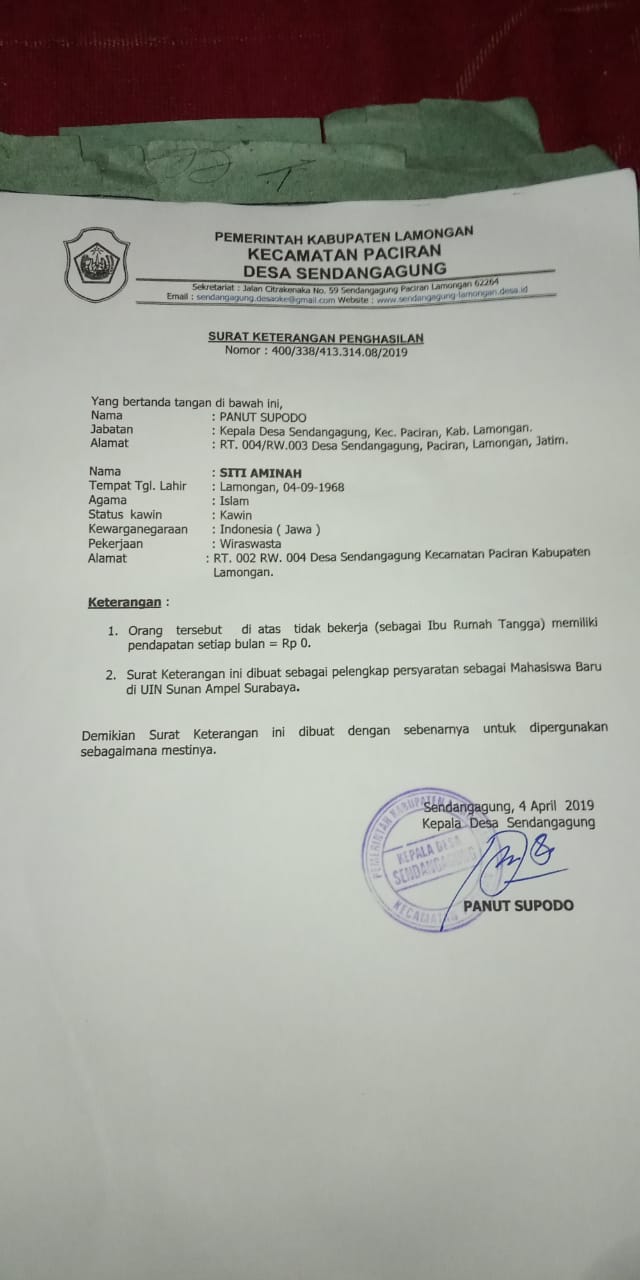 PEMERINTAH KABUPATEN LAMONGAN
KECAMATAN PACIRAN
DESA SENDANGAGUNG
Sekretariat : Jalan Citrakenaka No. 59 Sendangagung Paciran Lamongan 62264
Email : sendangagung.desaoke@gmail.com Website : www.sendangagung-lamongan.desa.id
SURAT KETERANGAN PENGHASILAN
Nomor : 400/338/413.314.08/2019
Yang bertanda tangan di bawah ini,
Nama : PANUT SUPODO
Jabatan : Kepala Desa Sendangagung, Kec. Paciran, Kab. Lamongan.
Alamat : RT. 004/RW.003 Desa Sendangagung, Paciran, Lamongan, Jatim.
Nama : SITI AMINAH
Tempat Tgl. Lahir : Lamongan, 04-09-1968
Agama : Islam
Status kawin : Kawin
Kewarganegaraan : Indonesia ( Jawa )
Pekerjaan : Wiraswasta
Alamat : RT. 002 RW. 004 Desa Sendangagung Kecamatan Paciran Kabupaten
Lamongan.
Keterangan :
1. Orang tersebut di atas tidak bekerja (sebagai Ibu Rumah Tangga) memiliki
pendapatan setiap bulan = Rp 0.
2. Surat Keterangan ini dibuat sebagai pelengkap persyaratan sebagai Mahasiswa Baru
di UIN Sunan Ampel Surabaya.
Demikian Surat Keterangan ini dibuat dengan sebenarnya untuk dipergunakan
sebagaimana mestinya.
Sendangagung, 4 April 2019
Kepala Desa Sendangagung
PEMERINTAH KABUPATEN
KEPALA DESA
SENDANGAGUNG
KECAMATAN
PANUT SUPODO